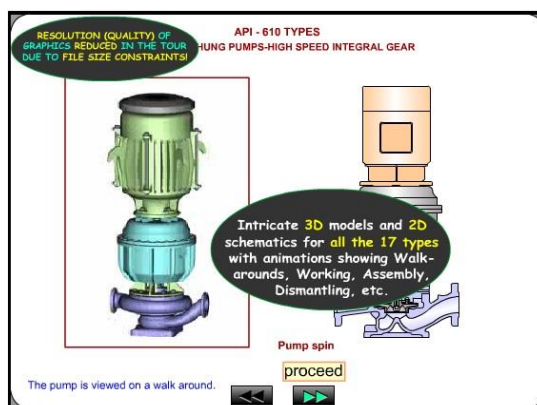 API - 610 TYPES
RESOLUTION (QUALITY) OF
GRAPHICS REDUCED IN THE TOUR
DUE TO FILE SIZE CONSTRAINTS!
HUNG PUMPS-HIGH SPEED INTEGRAL GEAR
Intricate 3D models and 2D
schematics for all the 17 types
with animations showing Walk-
arounds, Working, Assembly,
Dismantling, etc.
Pump spin
proceed
The pump is viewed on a walk around.